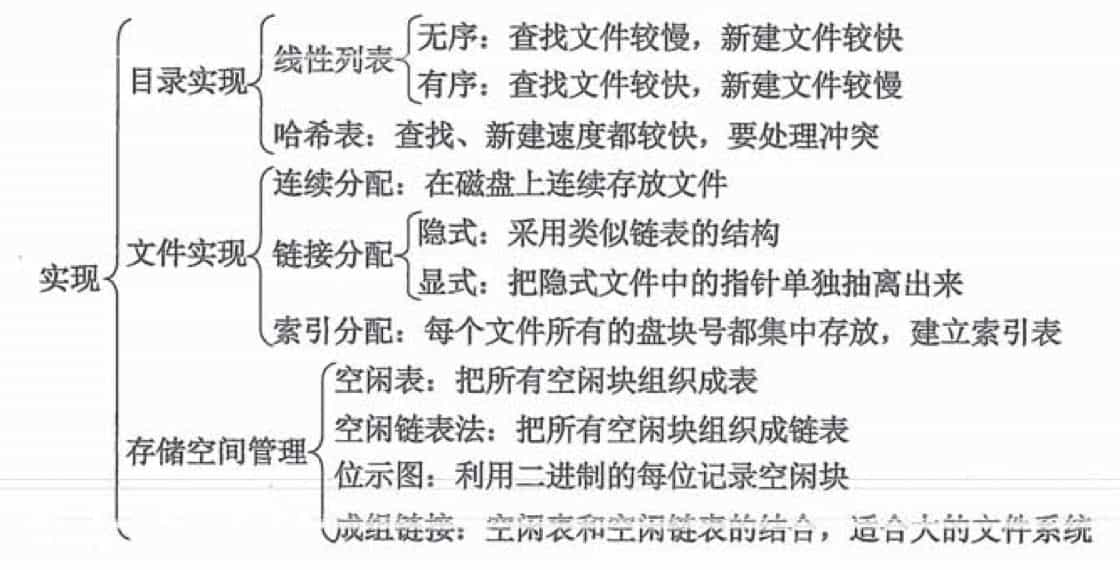 无序：查找文件较慢，新建文件较快
线性列表
有序：查找文件较快，新建文件较慢
目录实现
哈希表：查找、新建速度都较快，要处理冲突
连续分配：在磁盘上连续存放文件
隐式：采用类似链表的结构
文件实现
链接分配
显式：把隐式文件中的指针单独抽离出来
实现
索引分配：每个文件所有的盘块号都集中存放，建立索引表
空闲表：把所有空闲块组织成表
空闲链表法：把所有空闲块组织成链表
存储空间管理
位示图：利用二进制的每位记录空闲块
成组链接：空闲表和空闲链表的结合，适合大的文件系统